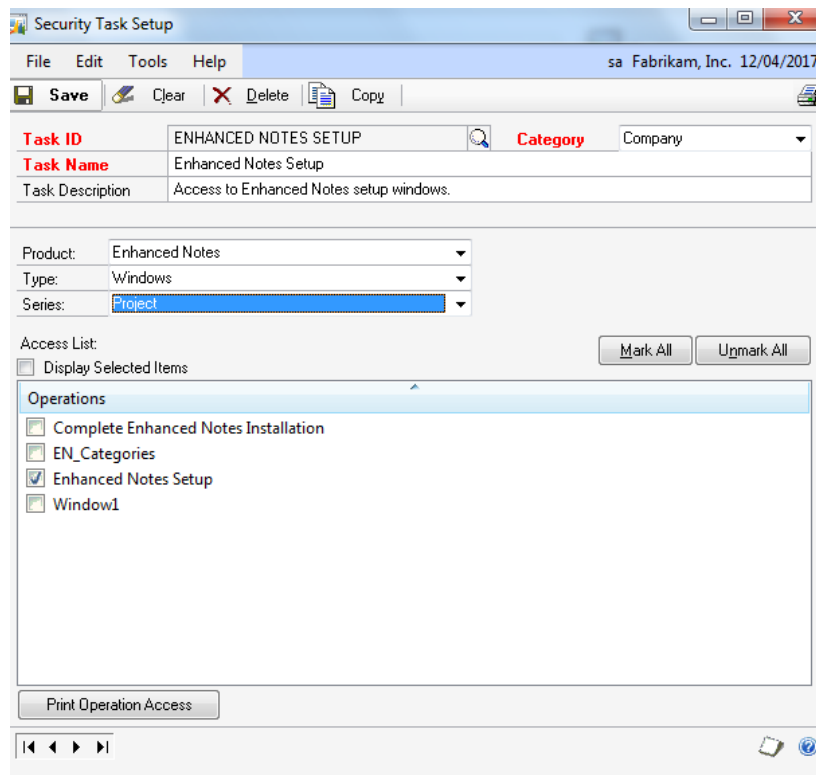 Security Task Setup
File Edit Tools Help sa Fabrikam, Inc. 12/04/2017
Save Clear Delete Copy
Task ID ENHANCED NOTES SETUP Category Company
Task Name Enhanced Notes Setup
Task Description Access to Enhanced Notes setup windows.
Product: Enhanced Notes
Type: Windows
Series: Project
Access List:
Mark All Unmark All
Display Selected Items
Operations
Complete Enhanced Notes Installation
EN_Categories
Enhanced Notes Setup
Window1
Print Operation Access